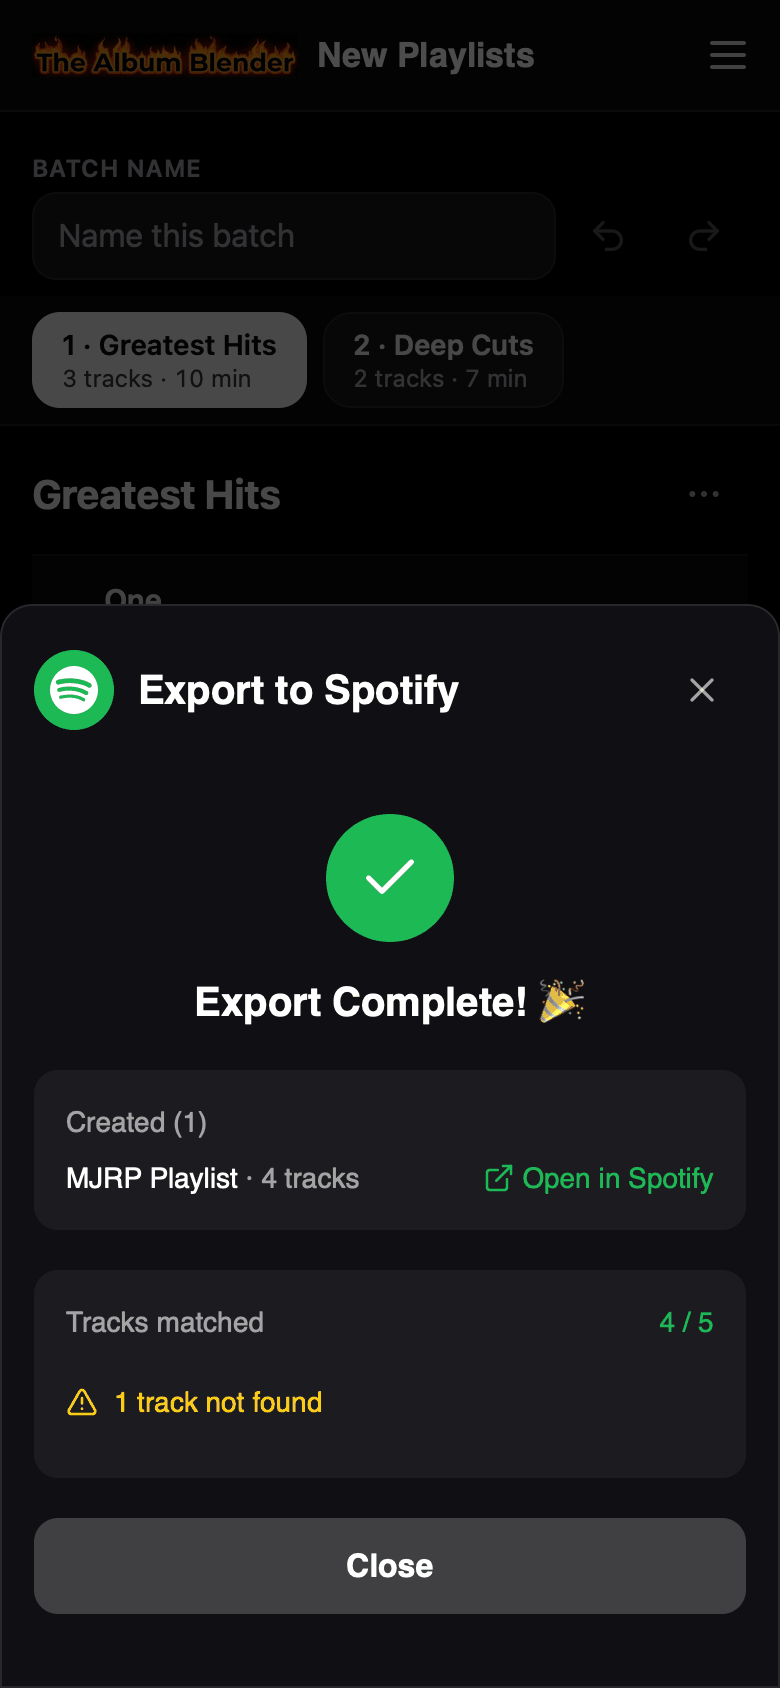 The Album Blender New Playlists
BATCH NAME
Name this batch
1 · Greatest Hits
3 tracks · 10 min
2 · Deep Cuts
2 tracks · 7 min
Greatest Hits
One
Export to Spotify
Export Complete! 🎉
Created (1)
MJRP Playlist · 4 tracks Open in Spotify
Tracks matched 4 / 5
1 track not found
Close